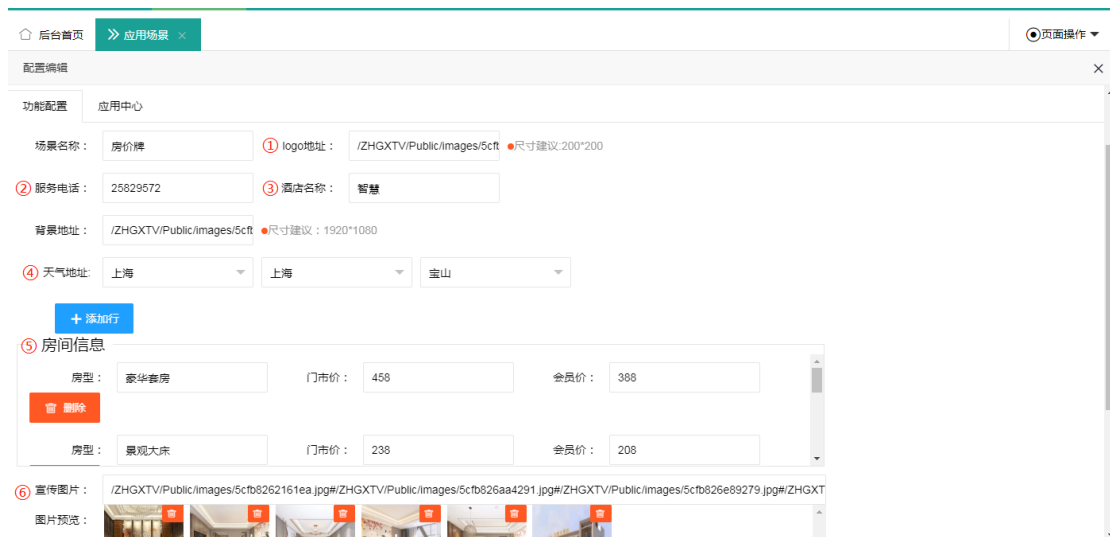 后台首页 应用场景 × 页面操作
配置编辑
功能配置 应用中心
场景名称： 房价牌 ① logo地址： /ZHGXTV/Public/images/5cft ●尺寸建议:200*200
② 服务电话： 25829572 ③ 酒店名称： 智慧
背景地址： /ZHGXTV/Public/images/5cft ●尺寸建议：1920*1080
④ 天气地址: 上海 上海 宝山
+ 添加行
⑤ 房间信息
房型： 豪华套房 门市价： 458 会员价： 388
删除
房型： 景观大床 门市价： 238 会员价： 208
⑥ 宣传图片： /ZHGXTV/Public/images/5cfb8262161ea.jpg#/ZHGXTV/Public/images/5cfb826aa4291.jpg#/ZHGXTV/Public/images/5cfb826e89279.jpg#/ZHGXT
图片预览：